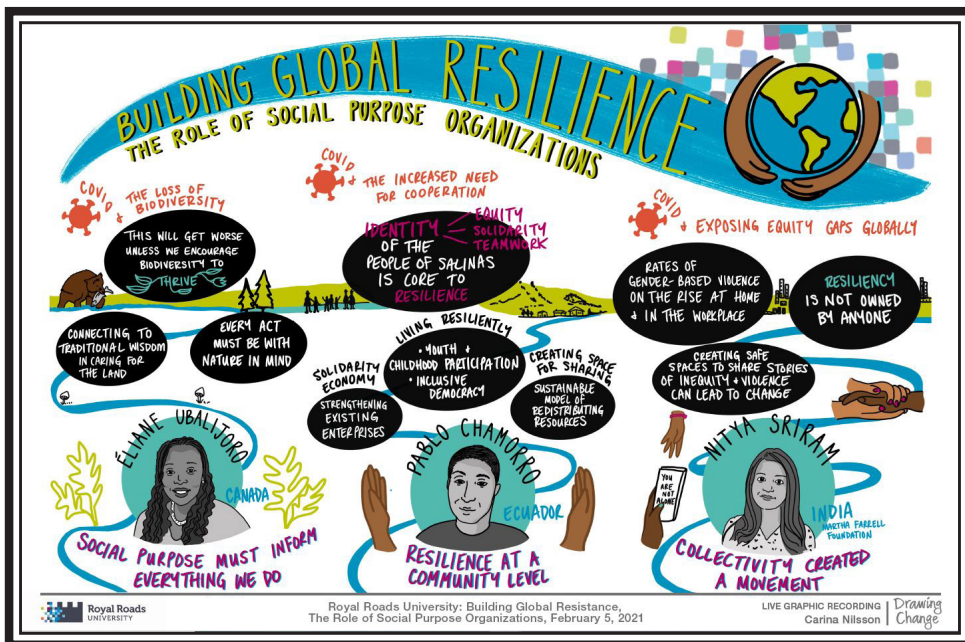 BUILDING GLOBAL RESILIENCE
THE ROLE OF SOCIAL PURPOSE ORGANIZATIONS
COVID
& THE LOSS OF
BIODIVERSITY
THIS WILL GET WORSE
UNLESS WE ENCOURAGE
BIODIVERSITY TO
THRIVE
CONNECTING TO
TRADITIONAL WISDOM
IN CARING FOR
THE LAND
EVERY ACT
MUST BE WITH
NATURE IN MIND
ÉLIANE UBALIJORO
CANADA
SOCIAL PURPOSE MUST INFORM
EVERYTHING WE DO
COVID
& THE INCREASED NEED
FOR COOPERATION
IDENTITY
EQUITY
SOLIDARITY
TEAMWORK
OF THE
PEOPLE OF SALINAS
IS CORE TO
RESILIENCE
SOLIDARITY
ECONOMY
STRENGTHENING
EXISTING
ENTERPRISES
LIVING RESILIENTLY
• YOUTH &
CHILDHOOD PARTICIPATION
• INCLUSIVE
DEMOCRACY
CREATING SPACE
FOR SHARING
SUSTAINABLE
MODEL OF
REDISTRIBUTING
RESOURCES
PABLO CHAMORRO
ECUADOR
RESILIENCE AT A
COMMUNITY LEVEL
COVID
& EXPOSING EQUITY GAPS GLOBALLY
RATES OF
GENDER-BASED VIOLENCE
ON THE RISE AT HOME
& IN THE WORKPLACE
RESILIENCY
IS NOT OWNED
BY ANYONE
CREATING SAFE
SPACES TO SHARE STORIES
OF INEQUITY & VIOLENCE
CAN LEAD TO CHANGE
NITYA SRIRAM
YOU
ARE
NOT
ALONE
INDIA
MARTHA FARRELL
FOUNDATION
COLLECTIVITY CREATED
A MOVEMENT
Royal Roads
UNIVERSITY
Royal Roads University: Building Global Resistance,
The Role of Social Purpose Organizations, February 5, 2021
LIVE GRAPHIC RECORDING
Carina Nilsson
Drawing
Change